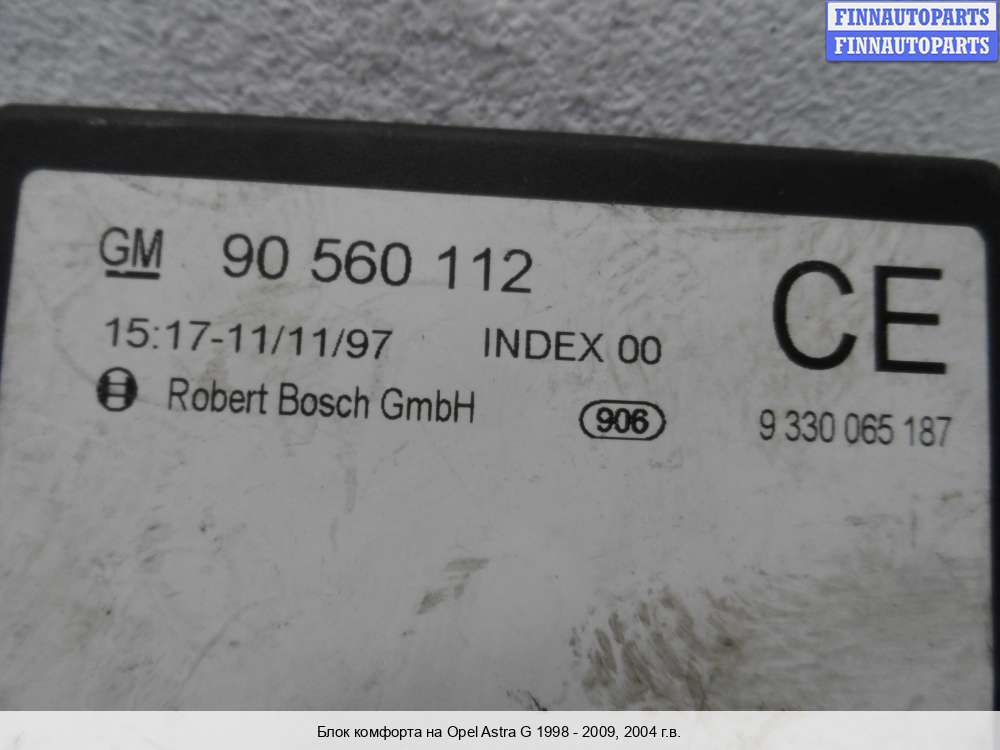 FINNAUTOPARTS
FINNAUTOPARTS
GM 90 560 112
15:17-11/11/97 INDEX 00
Robert Bosch GmbH
906
CE
9 330 065 187
Блок комфорта на Opel Astra G 1998 - 2009, 2004 г.в.